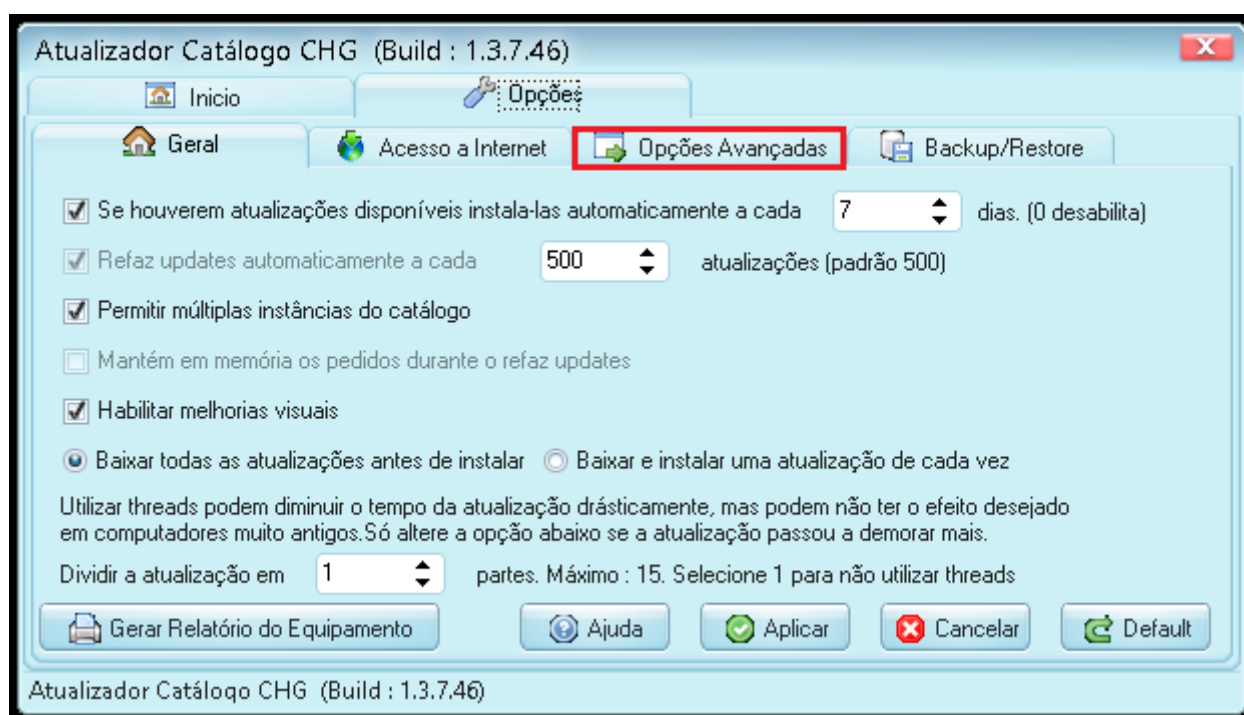 Atualizador Catálogo CHG (Build : 1.3.7.46)
Inicio Opções
Geral Acesso a Internet Opções Avançadas Backup/Restore
Se houverem atualizações disponíveis instala-las automaticamente a cada 7 dias. (0 desabilita)
Refaz updates automaticamente a cada 500 atualizações (padrão 500)
Permitir múltiplas instâncias do catálogo
Mantém em memória os pedidos durante o refaz updates
Habilitar melhorias visuais
Baixar todas as atualizações antes de instalar Baixar e instalar uma atualização de cada vez
Utilizar threads podem diminuir o tempo da atualização drásticamente, mas podem não ter o efeito desejado
em computadores muito antigos.Só altere a opção abaixo se a atualização passou a demorar mais.
Dividir a atualização em 1 partes. Máximo : 15. Selecione 1 para não utilizar threads
Gerar Relatório do Equipamento Ajuda Aplicar Cancelar Default
Atualizador Catálogo CHG (Build : 1.3.7.46)